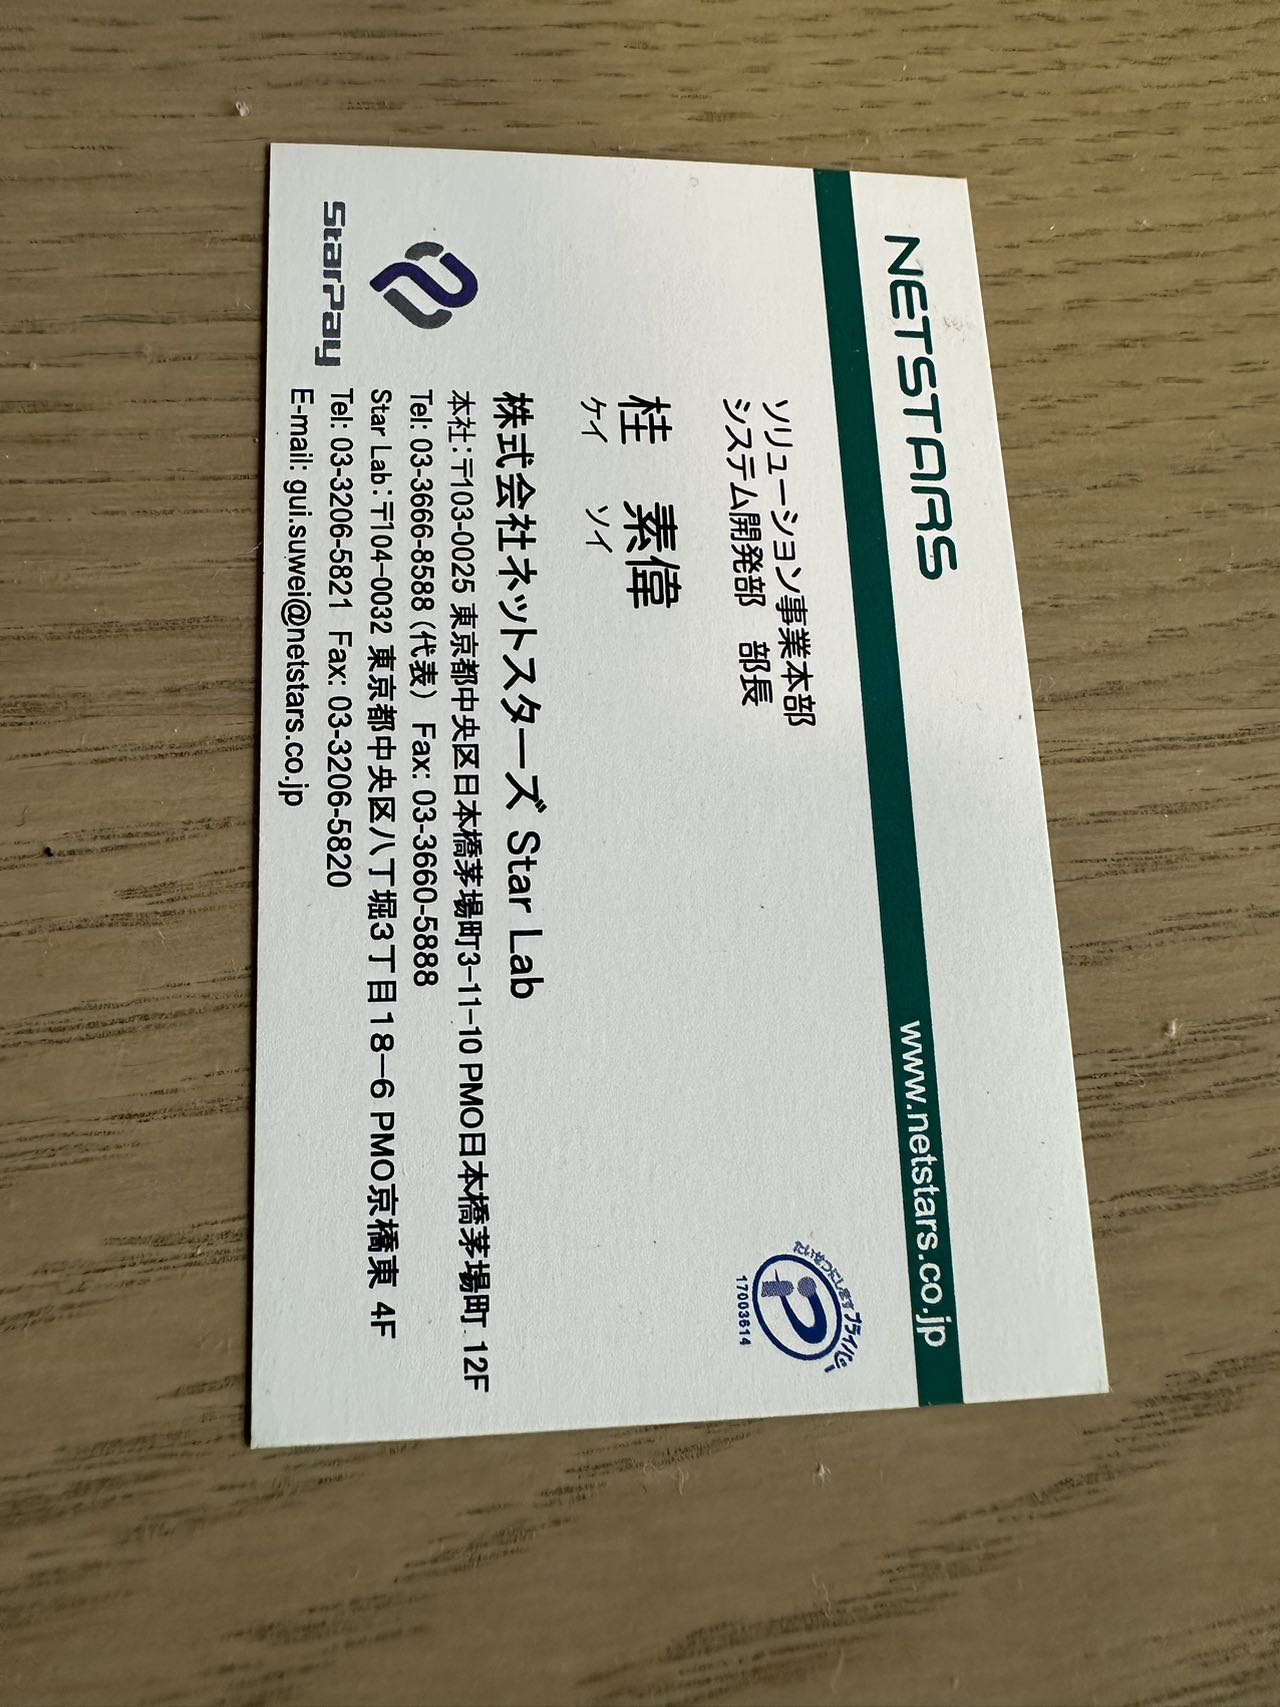 NETSTARS
www.netstars.co.jp
たいせつにしますプライバシー
17003614
ソリューション事業本部
システム開発部　部長
桂　素偉
ケイ　ソイ
株式会社ネットスターズ Star Lab
本社:〒103-0025 東京都中央区日本橋茅場町3-11-10 PMO日本橋茅場町 12F
Tel: 03-3666-8588（代表） Fax: 03-3660-5888
Star Lab:〒104-0032 東京都中央区八丁堀3丁目18-6 PMO京橋東 4F
Tel: 03-3206-5821 Fax: 03-3206-5820
E-mail: gui.suwei@netstars.co.jp
StarPay